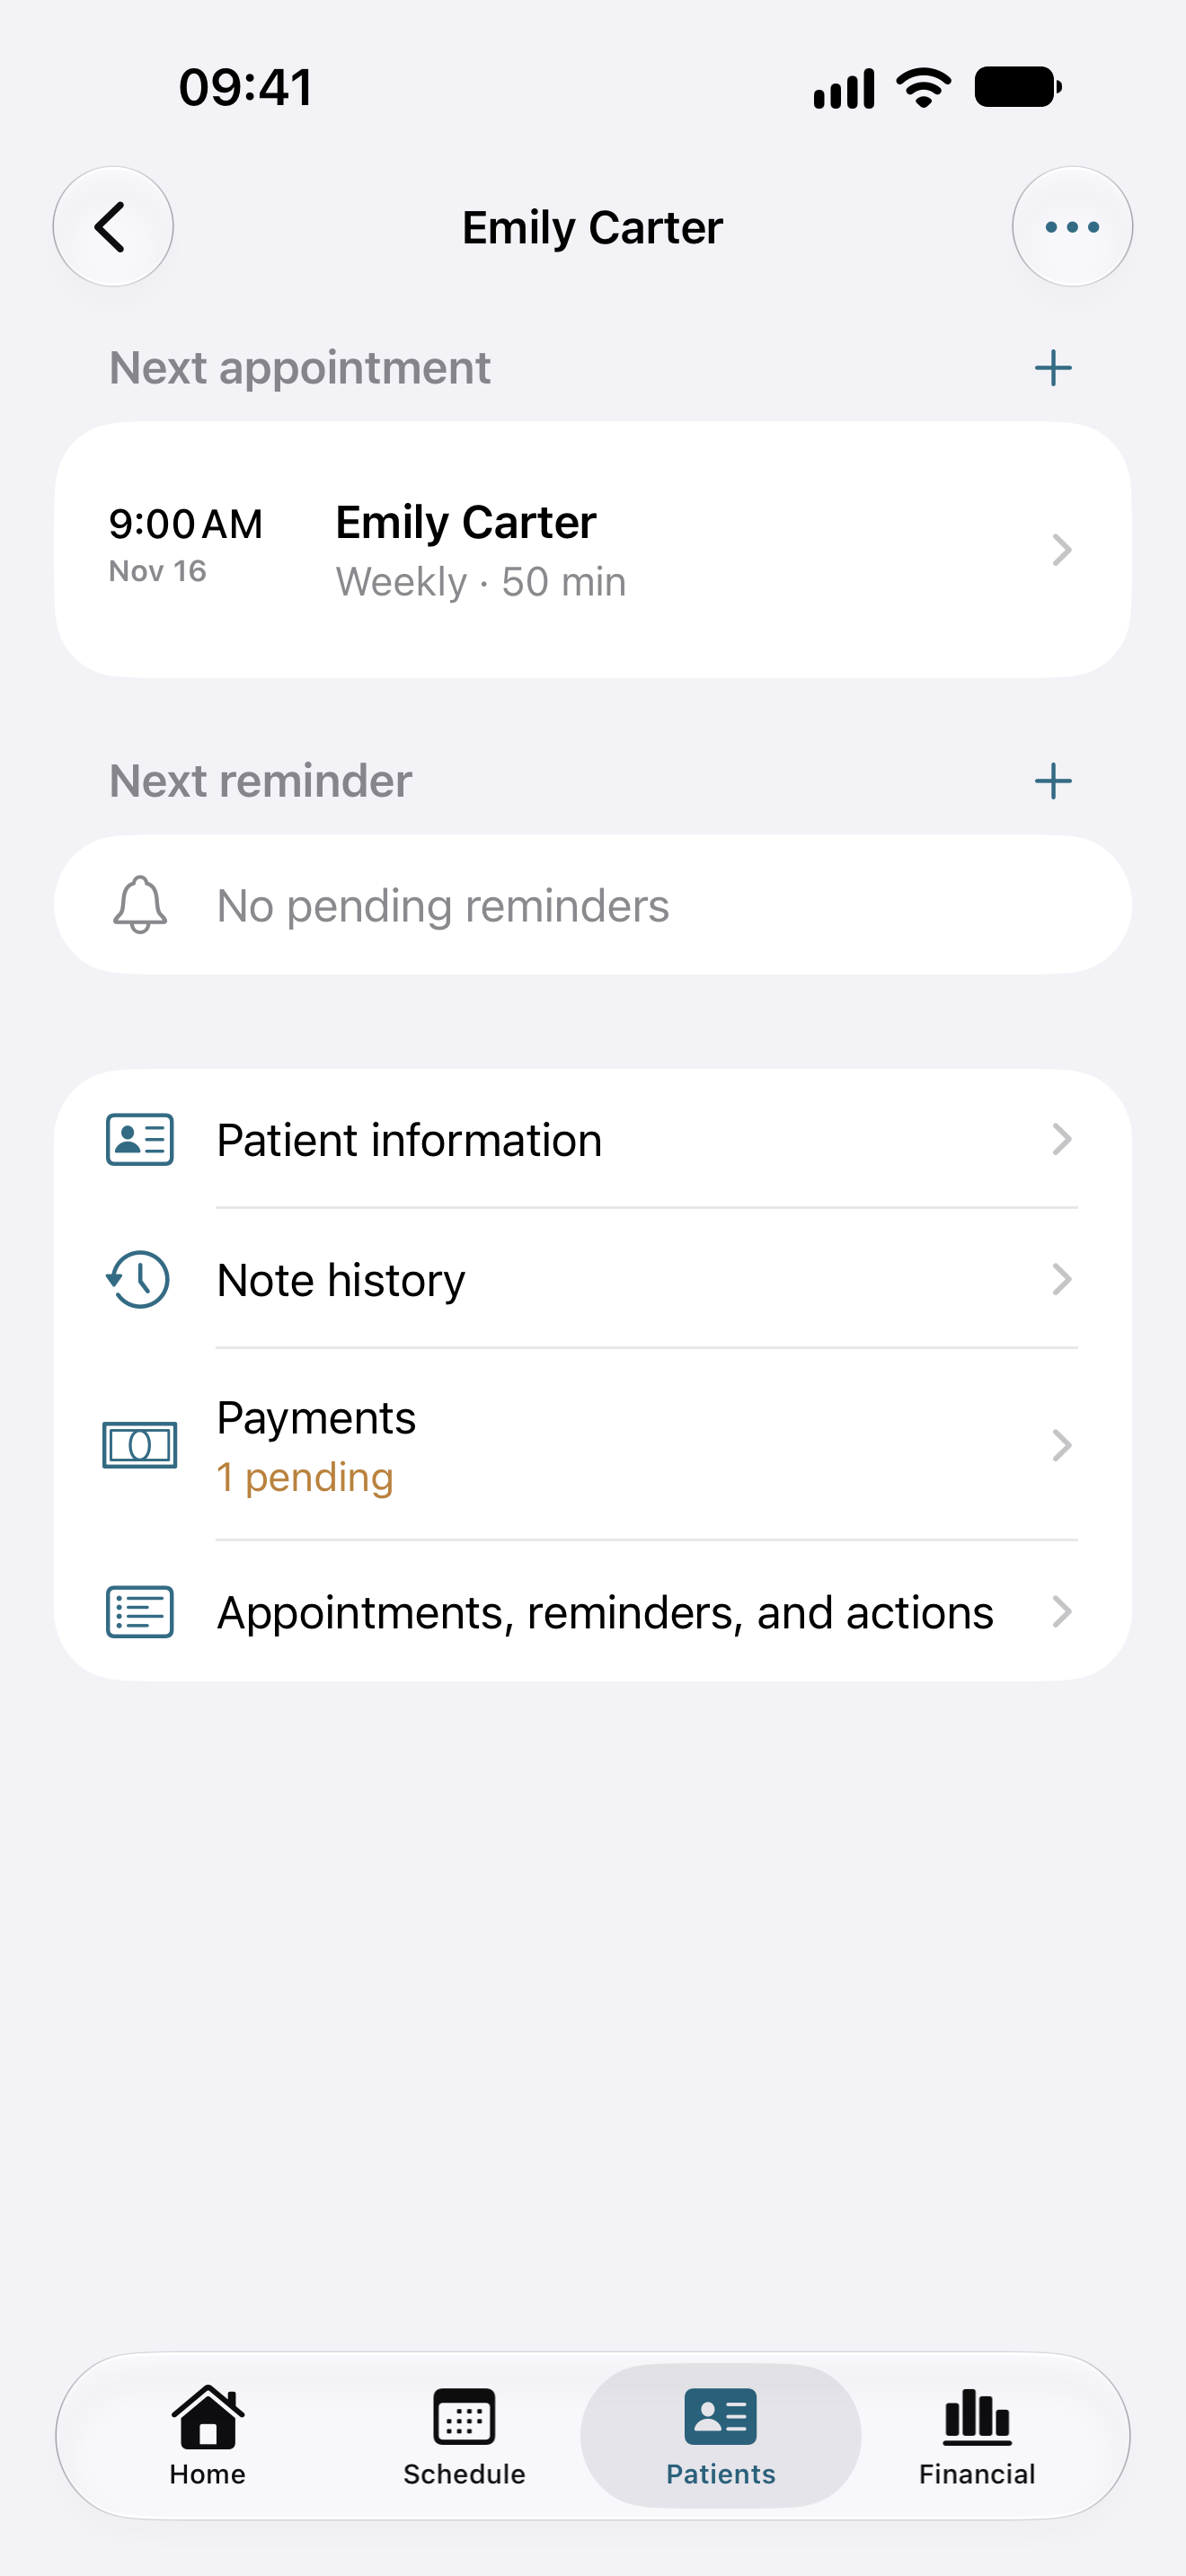 09:41
Emily Carter
Next appointment
9:00 AM
Emily Carter
Nov 16
Weekly · 50 min
Next reminder
No pending reminders
Patient information
Note history
Payments
1 pending
Appointments, reminders, and actions
Home
Schedule
Patients
Financial